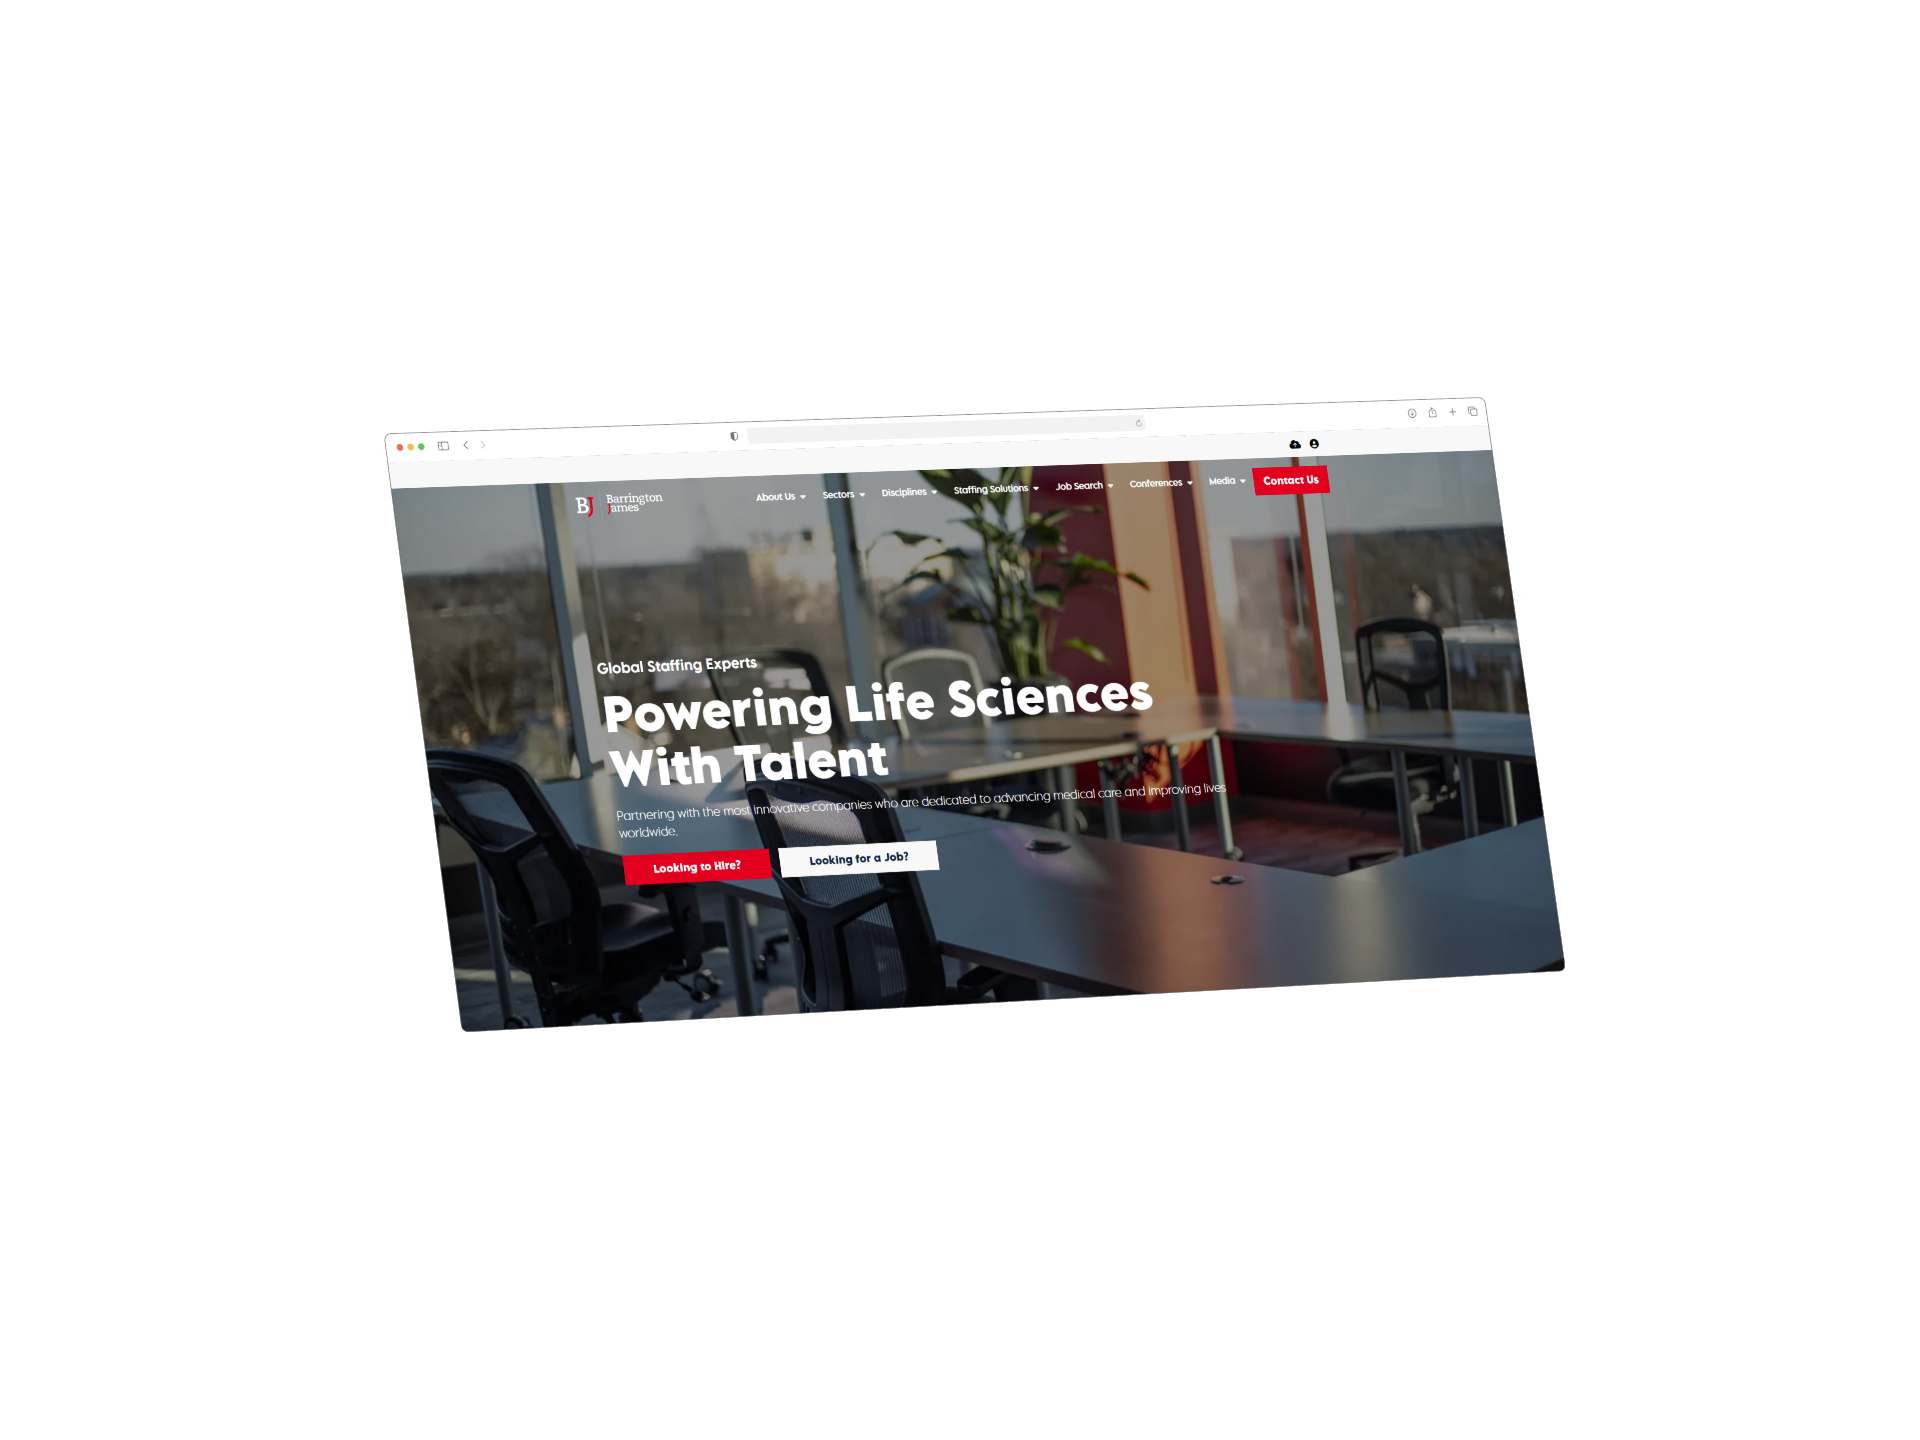 BJ Barrington
James
About Us Sectors Disciplines Staffing Solutions Job Search Conferences Media Contact Us
Global Staffing Experts
Powering Life Sciences
With Talent
Partnering with the most innovative companies who are dedicated to advancing medical care and improving lives
worldwide.
Looking to Hire? Looking for a Job?